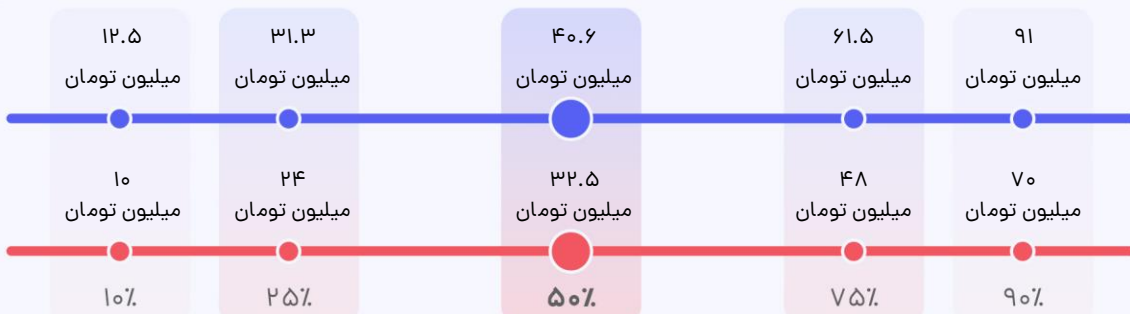 ۱۲.۵ ۳۱.۳ ۴۰.۶ ۶۱.۵ ۹۱
میلیون تومان میلیون تومان میلیون تومان میلیون تومان میلیون تومان
۱۰ ۲۴ ۳۲.۵ ۴۸ ۷۰
میلیون تومان میلیون تومان میلیون تومان میلیون تومان میلیون تومان
۱۰٪ ۲۵٪ ۵۰٪ ۷۵٪ ۹۰٪